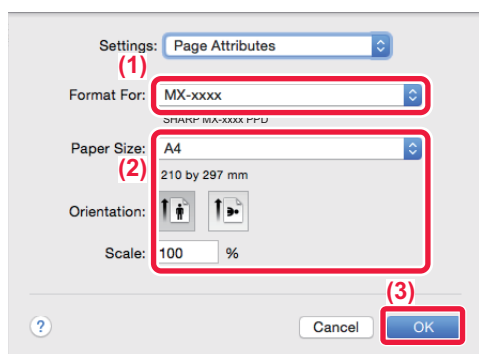 Settings: Page Attributes
(1)
Format For: MX-xxxx
SHARP MX-xxxx PPD
Paper Size: A4
(2)
210 by 297 mm
Orientation:
Scale: 100 %
(3)
? Cancel OK